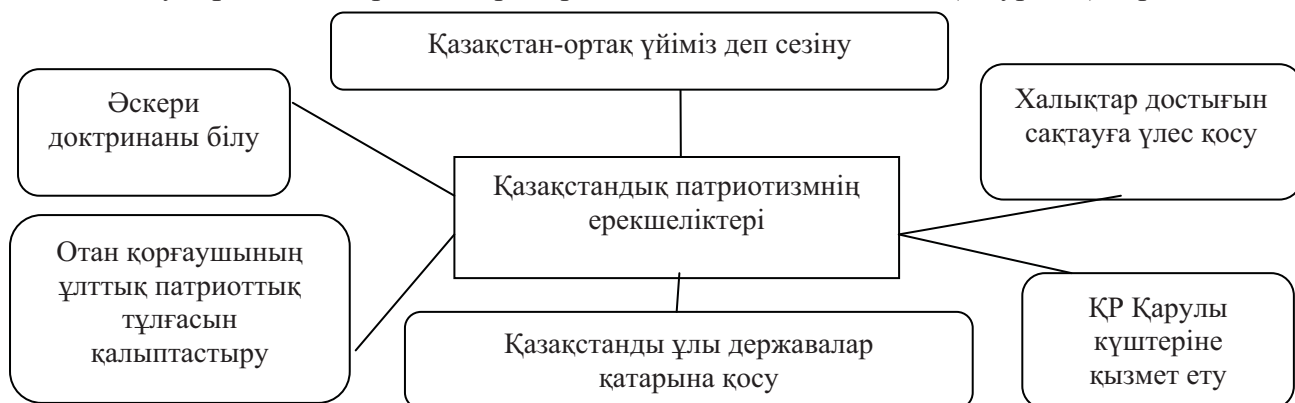 Қазақстан-ортақ үйіміз деп сезіну
Әскери
доктринаны білу
Халықтар достығын
сақтауға үлес қосу
Қазақстандық патриотизмнің
ерекшеліктері
Отан қорғаушының
ұлттық патриоттық
тұлғасын
қалыптастыру
Қазақстанды ұлы державалар
қатарына қосу
ҚР Қарулы
күштеріне
қызмет ету